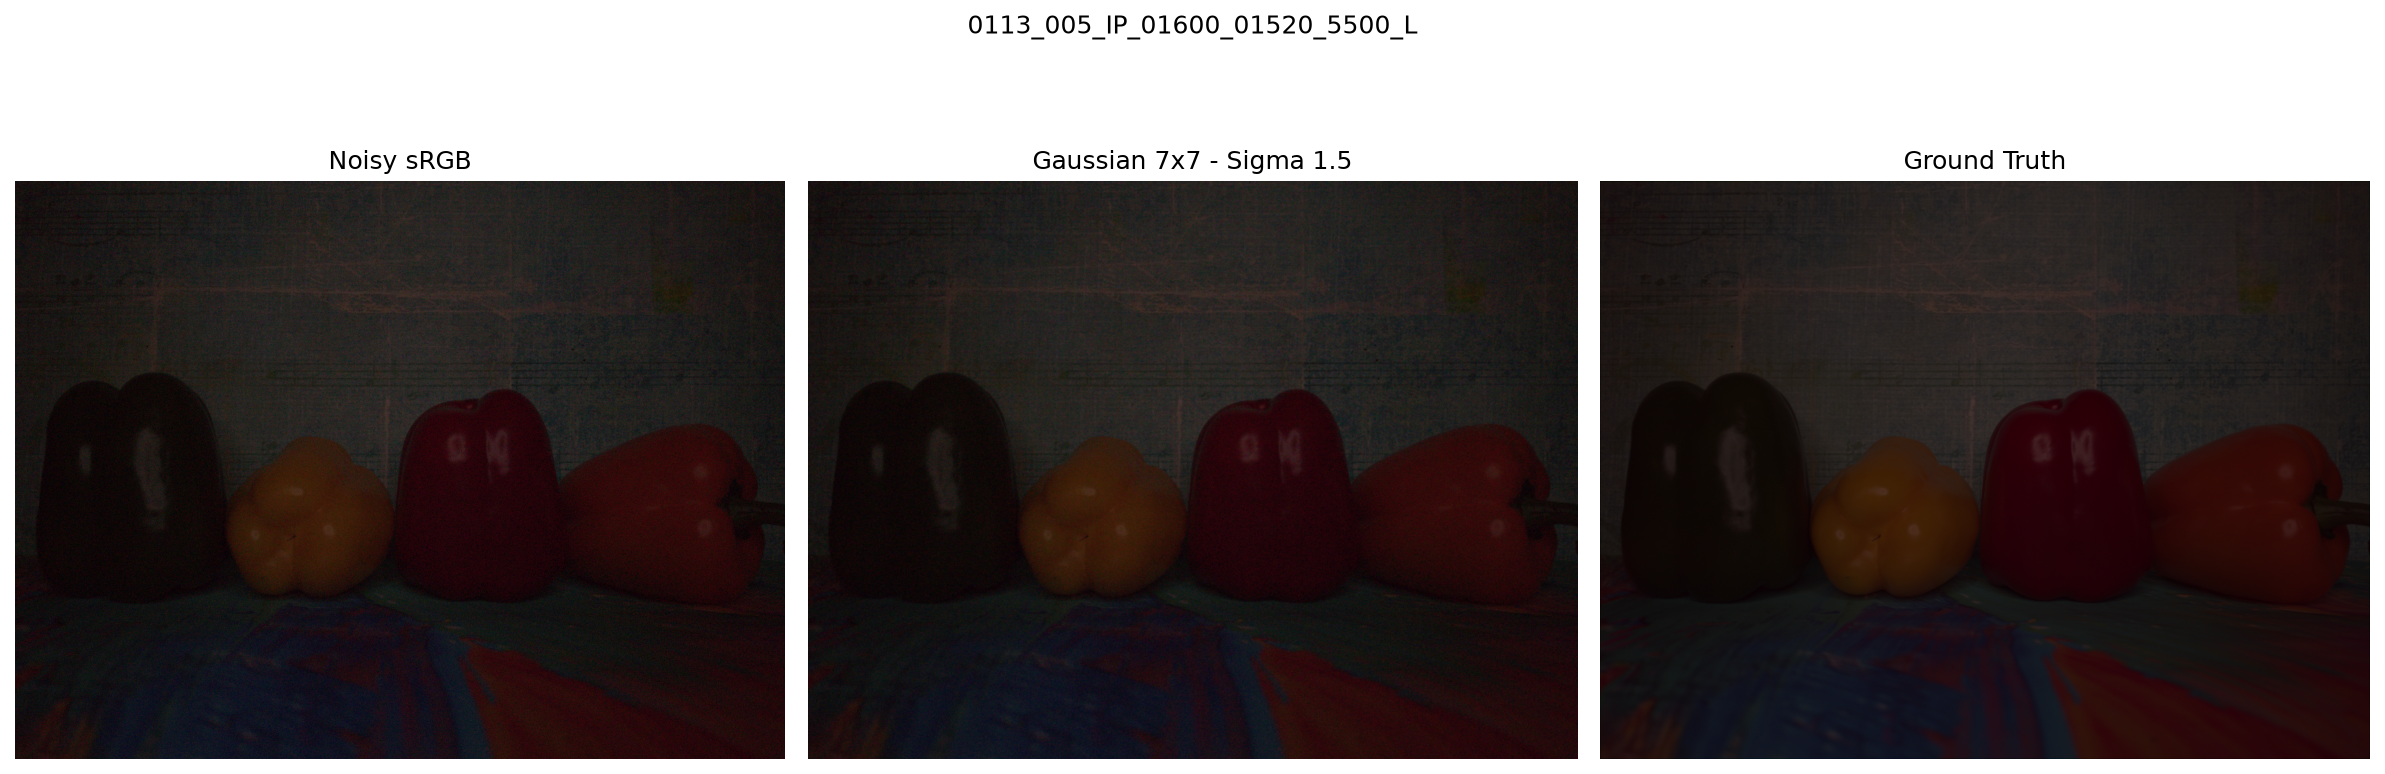 0113_005_IP_01600_01520_5500_L
Noisy sRGB
Gaussian 7x7 - Sigma 1.5
Ground Truth